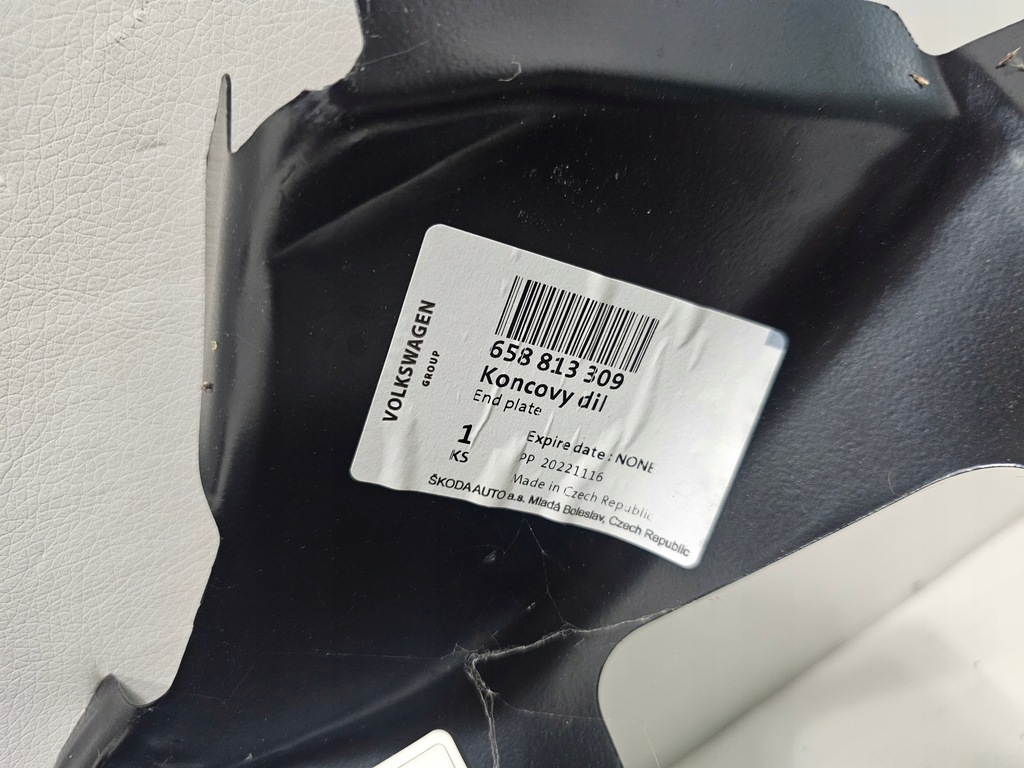 VOLKSWAGEN
GROUP
658 813 309
Koncovy dil
End plate
1
KS
Expire date : NONE
PP 20221116
Made in Czech Republic
ŠKODA AUTO a.s. Mladá Boleslav, Czech Republic